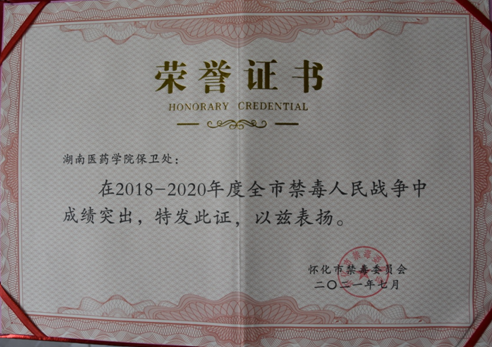 荣誉证书
HONORARY CREDENTIAL
湖南医药学院保卫处：
在2018-2020年度全市禁毒人民战争中
成绩突出，特发此证，以兹表扬。
怀化市禁毒委员会
二〇二一年七月